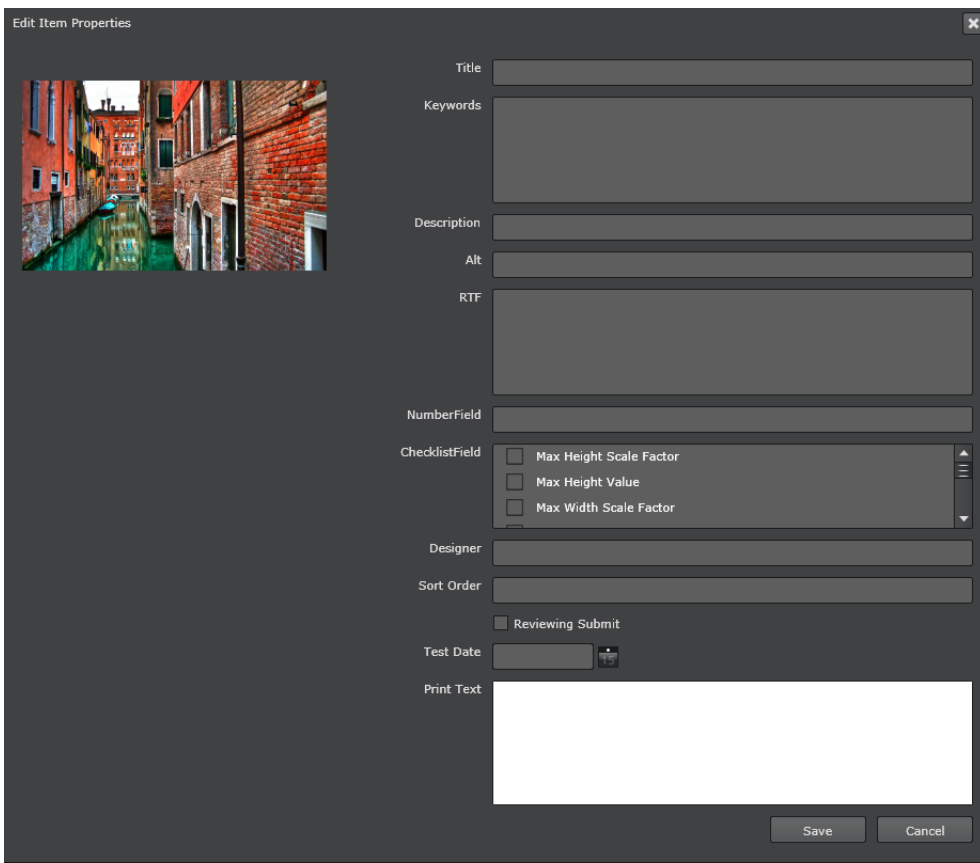 Edit Item Properties
Title
Keywords
Description
Alt
RTF
NumberField
ChecklistField
Max Height Scale Factor
Max Height Value
Max Width Scale Factor
Designer
Sort Order
Reviewing Submit
Test Date
15
Print Text
Save Cancel